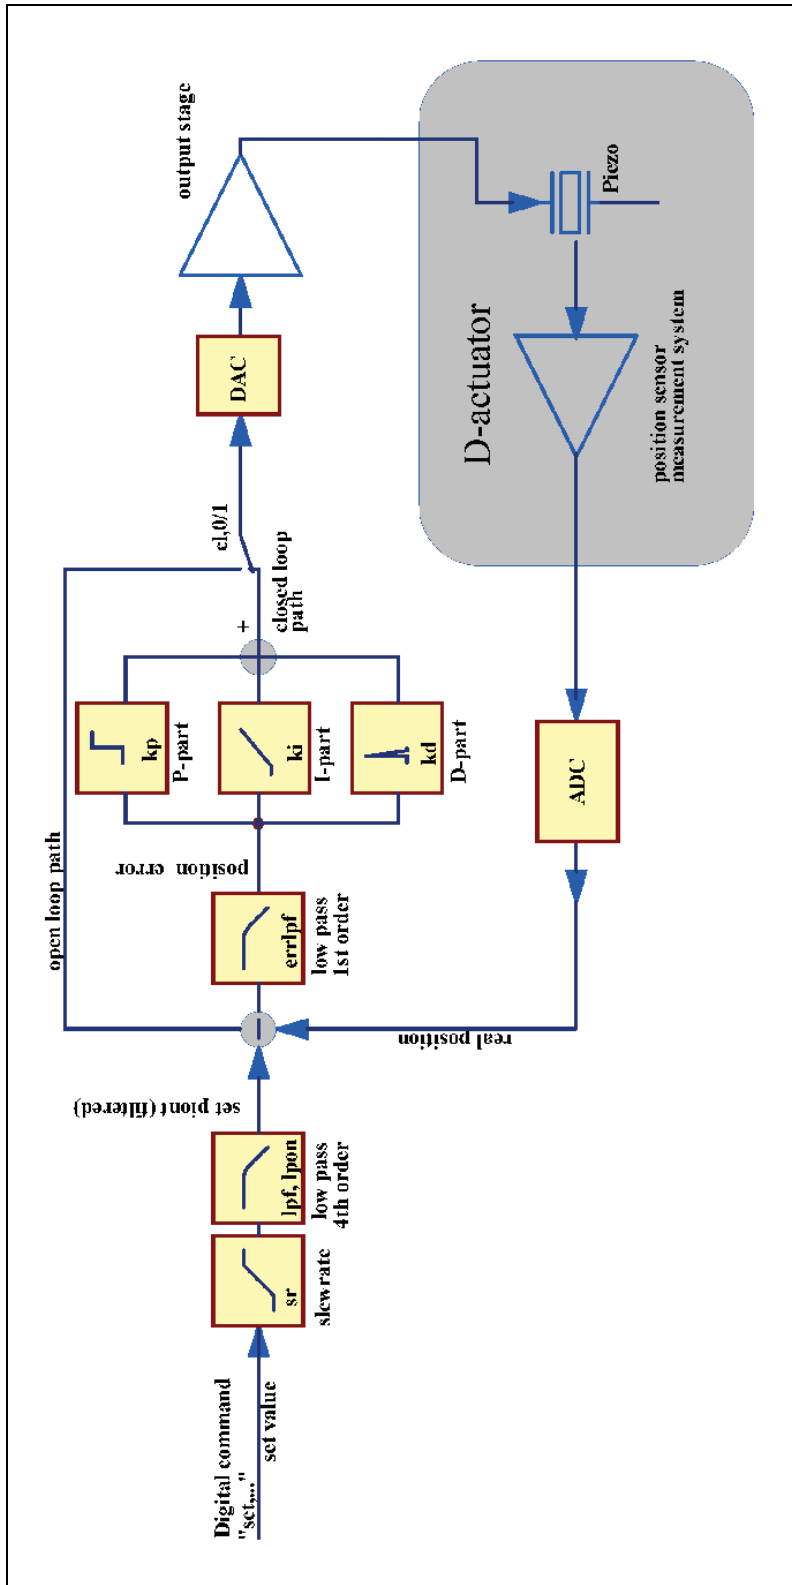 Digital command
"set,..."
set value
sr
slewrate
lpf, lpon
low pass
4th order
set piont (filtered)
real position
open loop path
errlpf
low pass
1st order
position error
kp
P-part
ki
I-part
kd
D-part
+
closed loop
path
cl,0/1
DAC
output stage
D-actuator
Piezo
position sensor
measurement system
ADC